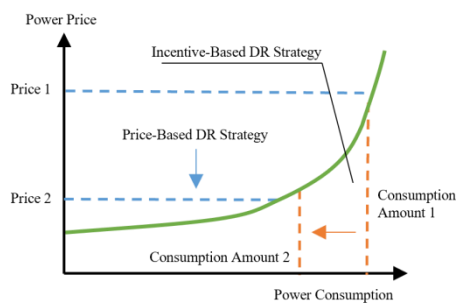 Power Price
Incentive-Based DR Strategy
Price 1
Price-Based DR Strategy
Price 2
Consumption
Amount 1
Consumption Amount 2
Power Consumption